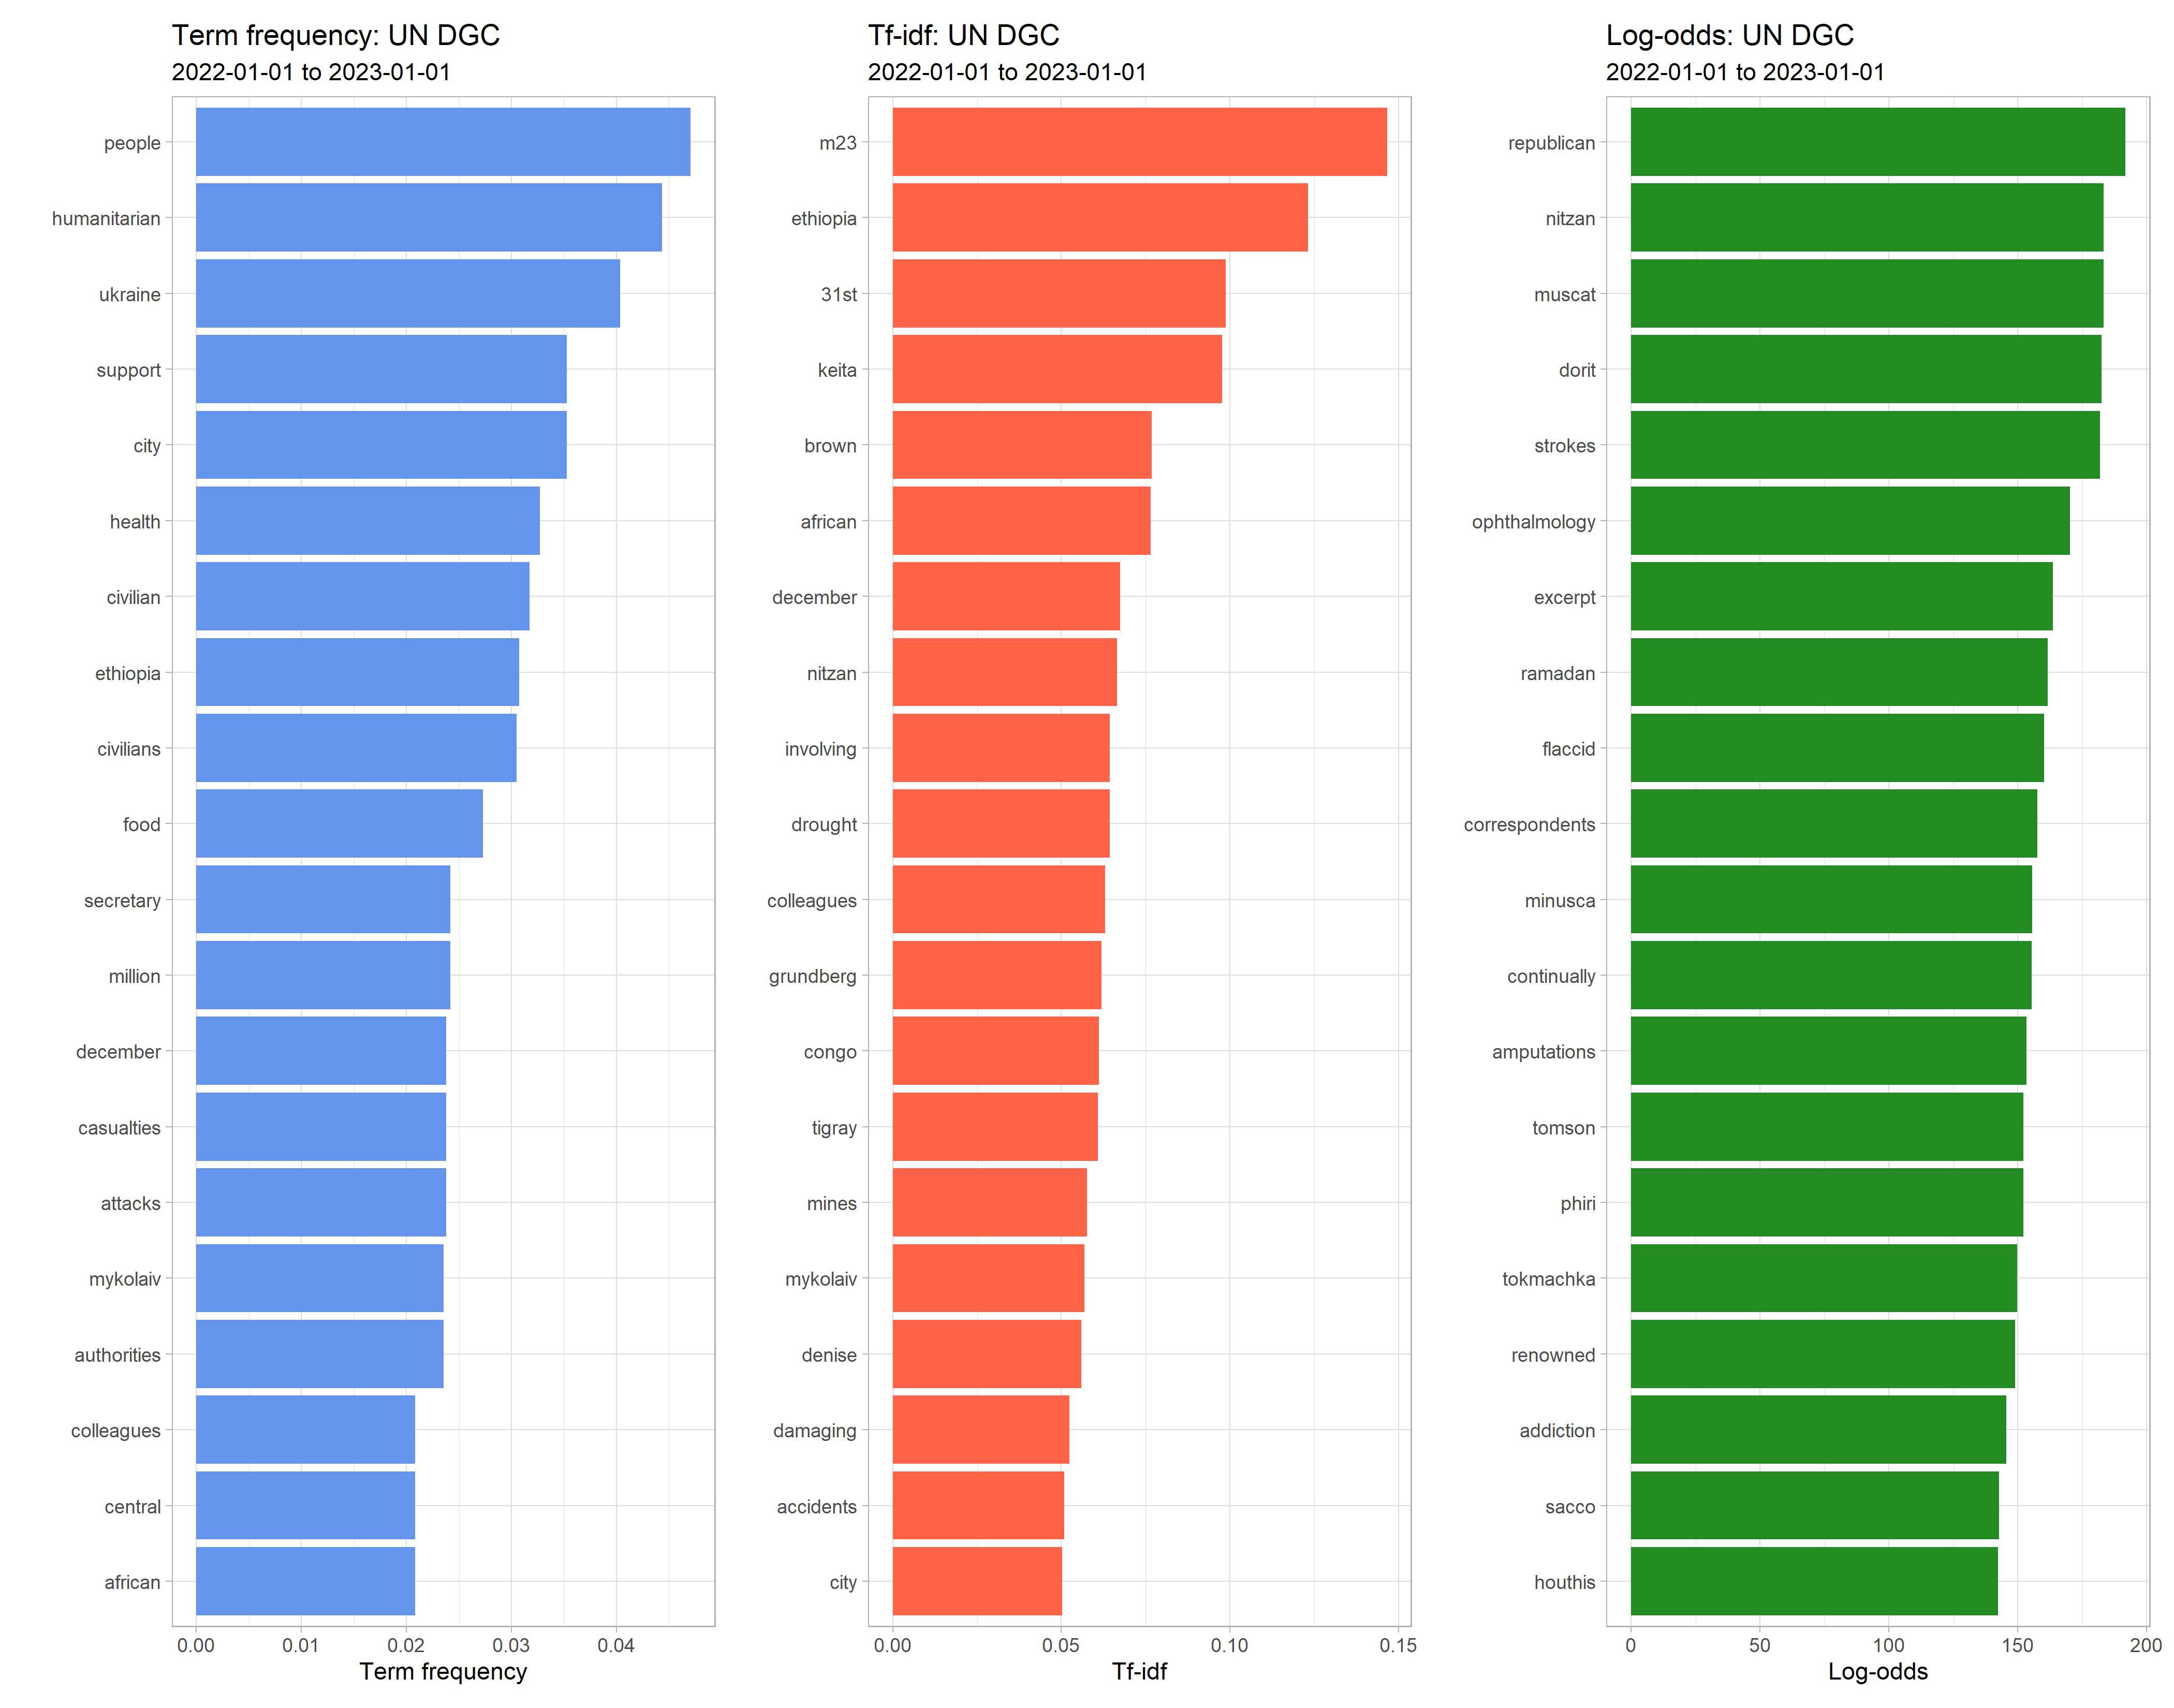 Term frequency: UN DGC
2022-01-01 to 2023-01-01
people
humanitarian
ukraine
support
city
health
civilian
ethiopia
civilians
food
secretary
million
december
casualties
attacks
mykolaiv
authorities
colleagues
central
african
0.00 0.01 0.02 0.03 0.04
Term frequency
Tf-idf: UN DGC
2022-01-01 to 2023-01-01
m23
ethiopia
31st
keita
brown
african
december
nitzan
involving
drought
colleagues
grundberg
congo
tigray
mines
mykolaiv
denise
damaging
accidents
city
0.00 0.05 0.10 0.15
Tf-idf
Log-odds: UN DGC
2022-01-01 to 2023-01-01
republican
nitzan
muscat
dorit
strokes
ophthalmology
excerpt
ramadan
flaccid
correspondents
minusca
continually
amputations
tomson
phiri
tokmachka
renowned
addiction
sacco
houthis
0 50 100 150 200
Log-odds